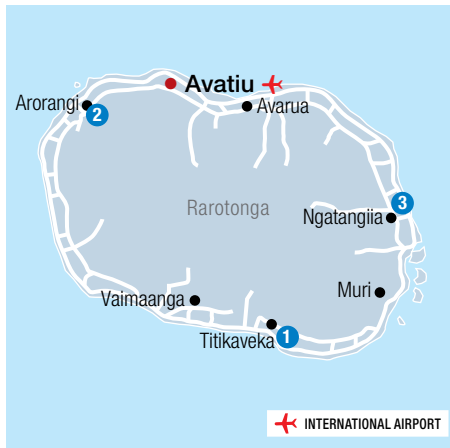 Avatiu
Arorangi
2
Avarua
Rarotonga
3
Ngatangiia
Muri
Vaimaanga
1
Titikaveka
INTERNATIONAL AIRPORT